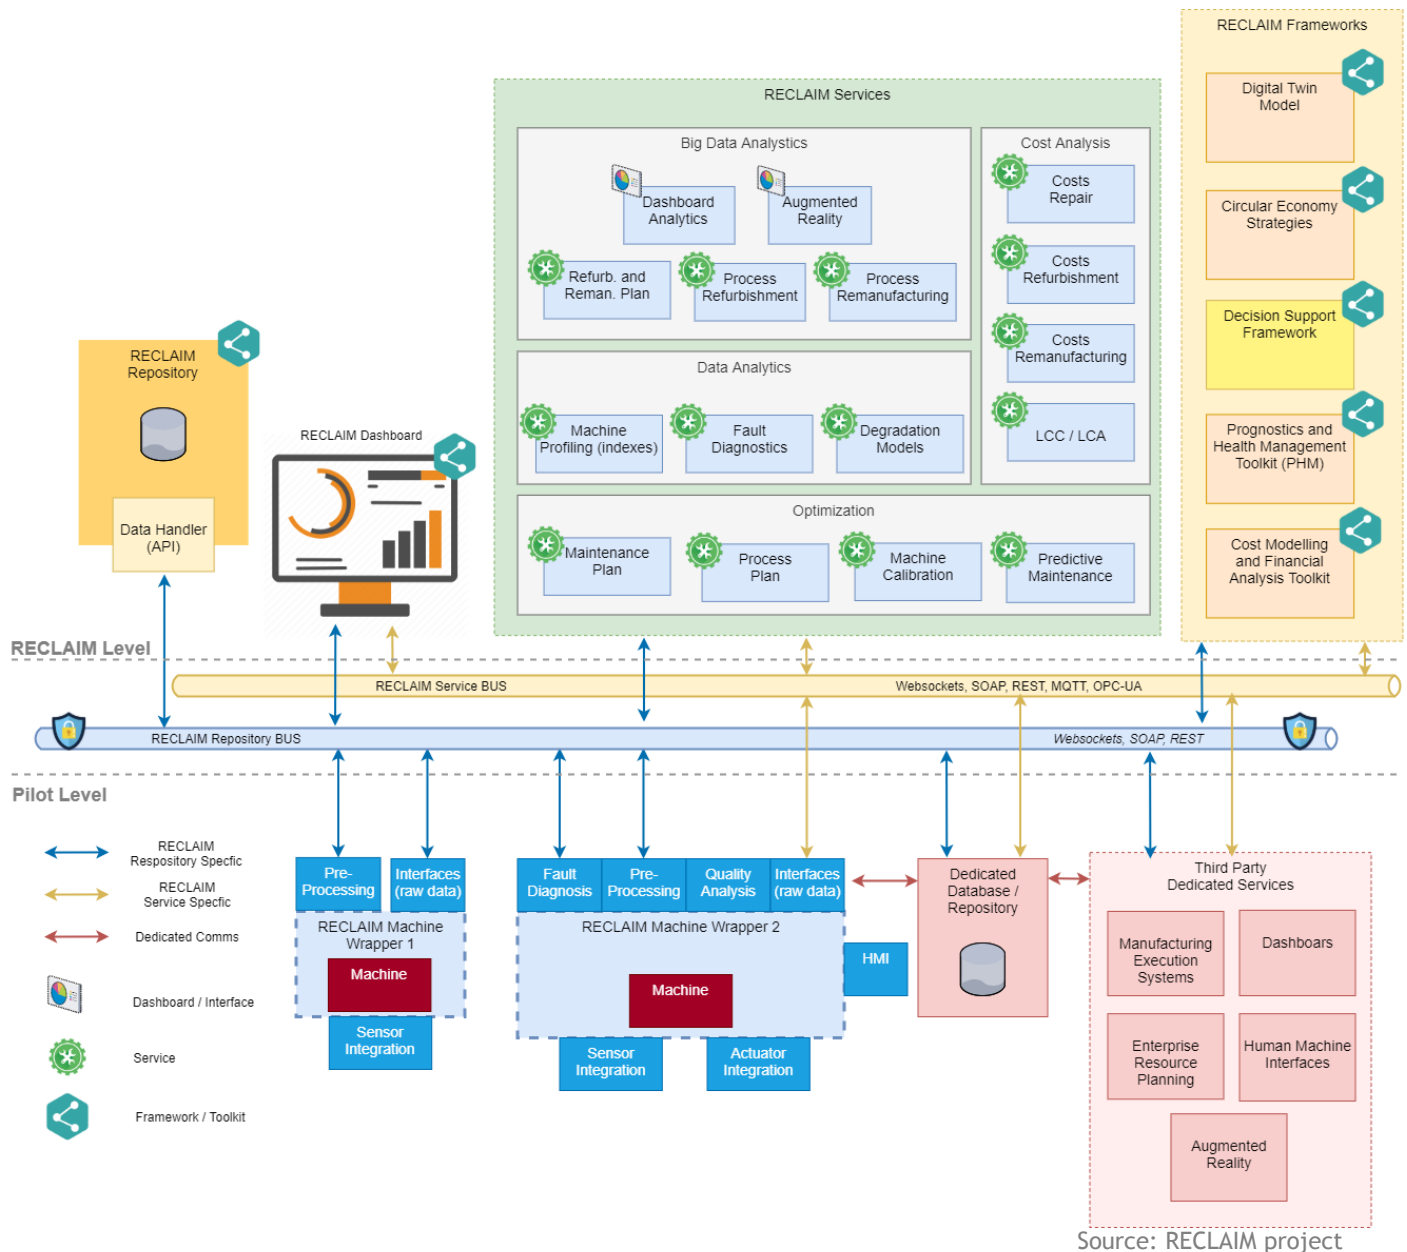 RECLAIM Frameworks
Digital Twin
Model
Circular Economy
Strategies
Decision Support
Framework
Prognostics and
Health Management
Toolkit (PHM)
Cost Modelling
and Financial
Analysis Toolkit
RECLAIM Services
Big Data Analystics
Dashboard
Analytics
Augmented
Reality
Refurb. and
Reman. Plan
Process
Refurbishment
Process
Remanufacturing
Cost Analysis
Costs
Repair
Costs
Refurbishment
Costs
Remanufacturing
LCC / LCA
Data Analytics
Machine
Profiling (indexes)
Fault
Diagnostics
Degradation
Models
Optimization
Maintenance
Plan
Process
Plan
Machine
Calibration
Predictive
Maintenance
RECLAIM
Repository
Data Handler
(API)
RECLAIM Dashboard
RECLAIM Level
RECLAIM Service BUS
Websockets, SOAP, REST, MQTT, OPC-UA
RECLAIM Repository BUS
Websockets, SOAP, REST
Pilot Level
RECLAIM
Respository Specfic
RECLAIM
Service Specfic
Dedicated Comms
Dashboard / Interface
Service
Framework / Toolkit
Pre-
Processing
Interfaces
(raw data)
RECLAIM Machine
Wrapper 1
Machine
Sensor
Integration
Fault
Diagnosis
Pre-
Processing
Quality
Analysis
Interfaces
(raw data)
RECLAIM Machine Wrapper 2
Machine
HMI
Sensor
Integration
Actuator
Integration
Dedicated
Database /
Repository
Third Party
Dedicated Services
Manufacturing
Execution
Systems
Dashboars
Enterprise
Resource
Planning
Human Machine
Interfaces
Augmented
Reality
Source: RECLAIM project